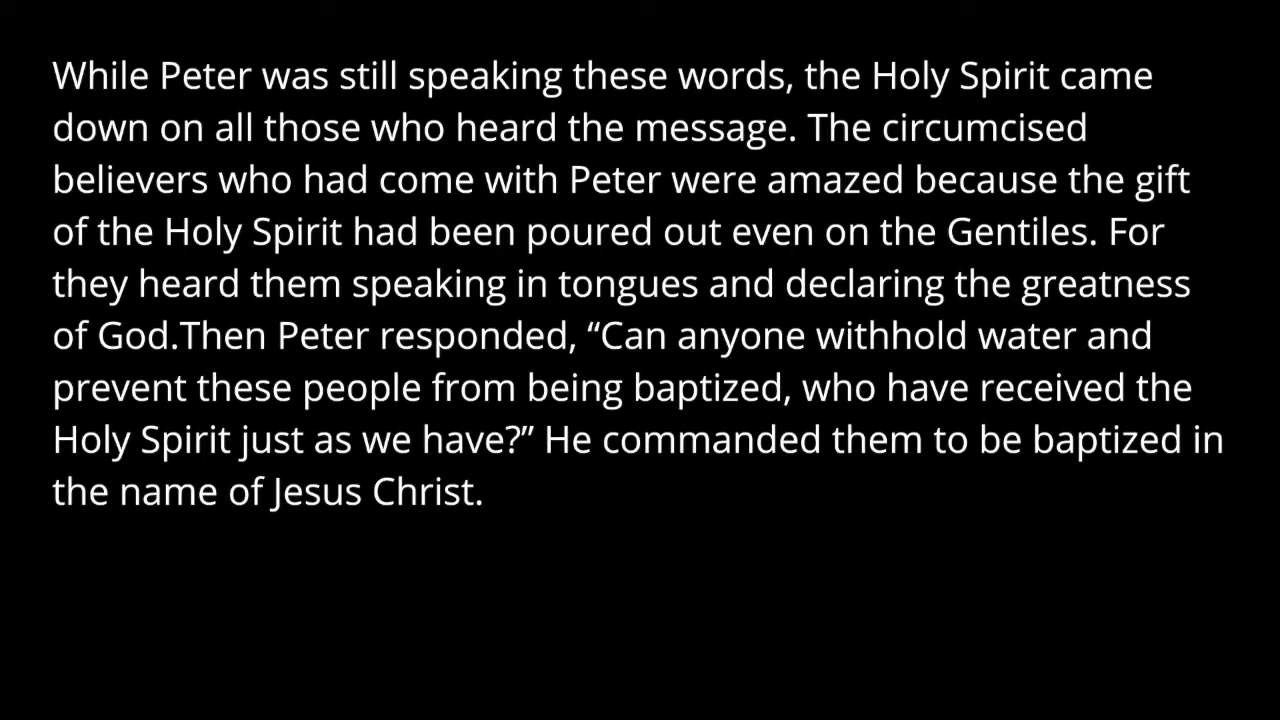 While Peter was still speaking these words, the Holy Spirit came
down on all those who heard the message. The circumcised
believers who had come with Peter were amazed because the gift
of the Holy Spirit had been poured out even on the Gentiles. For
they heard them speaking in tongues and declaring the greatness
of God.Then Peter responded, “Can anyone withhold water and
prevent these people from being baptized, who have received the
Holy Spirit just as we have?” He commanded them to be baptized in
the name of Jesus Christ.